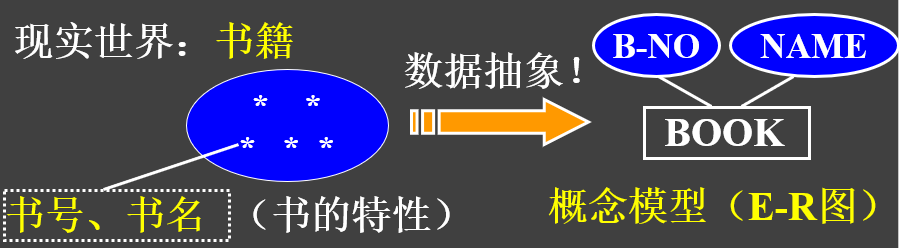 现实世界：书籍
* *
* * *
书号、书名 （书的特性）
数据抽象！
B-NO NAME
BOOK
概念模型（E-R图）